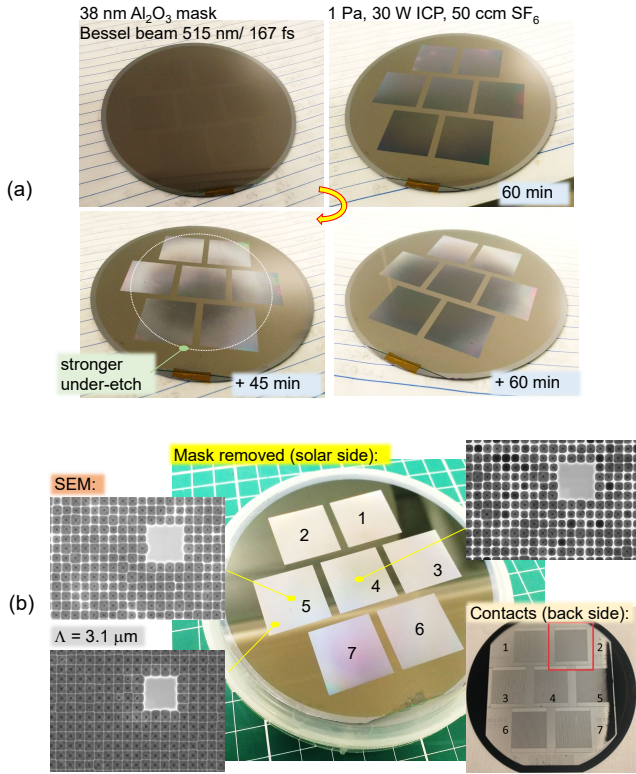 38 nm Al₂O₃ mask
Bessel beam 515 nm/ 167 fs
1 Pa, 30 W ICP, 50 ccm SF₆
(a)
60 min
stronger
under-etch
+ 45 min
+ 60 min
Mask removed (solar side):
SEM:
1
2
3
4
5
6
7
(b)
Λ = 3.1 μm
Contacts (back side):
1
2
3
4
5
6
7